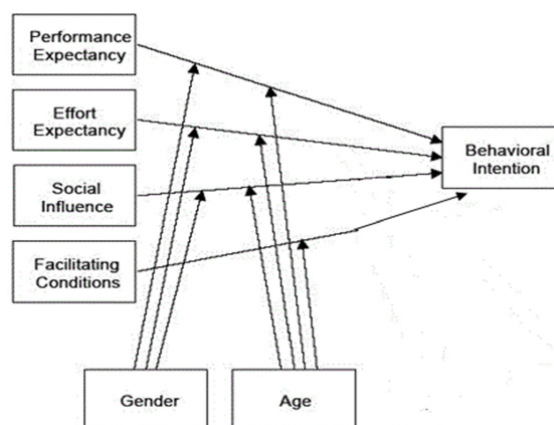 Performance
Expectancy
Effort
Expectancy
Behavioral
Intention
Social
Influence
Facilitating
Conditions
Gender
Age